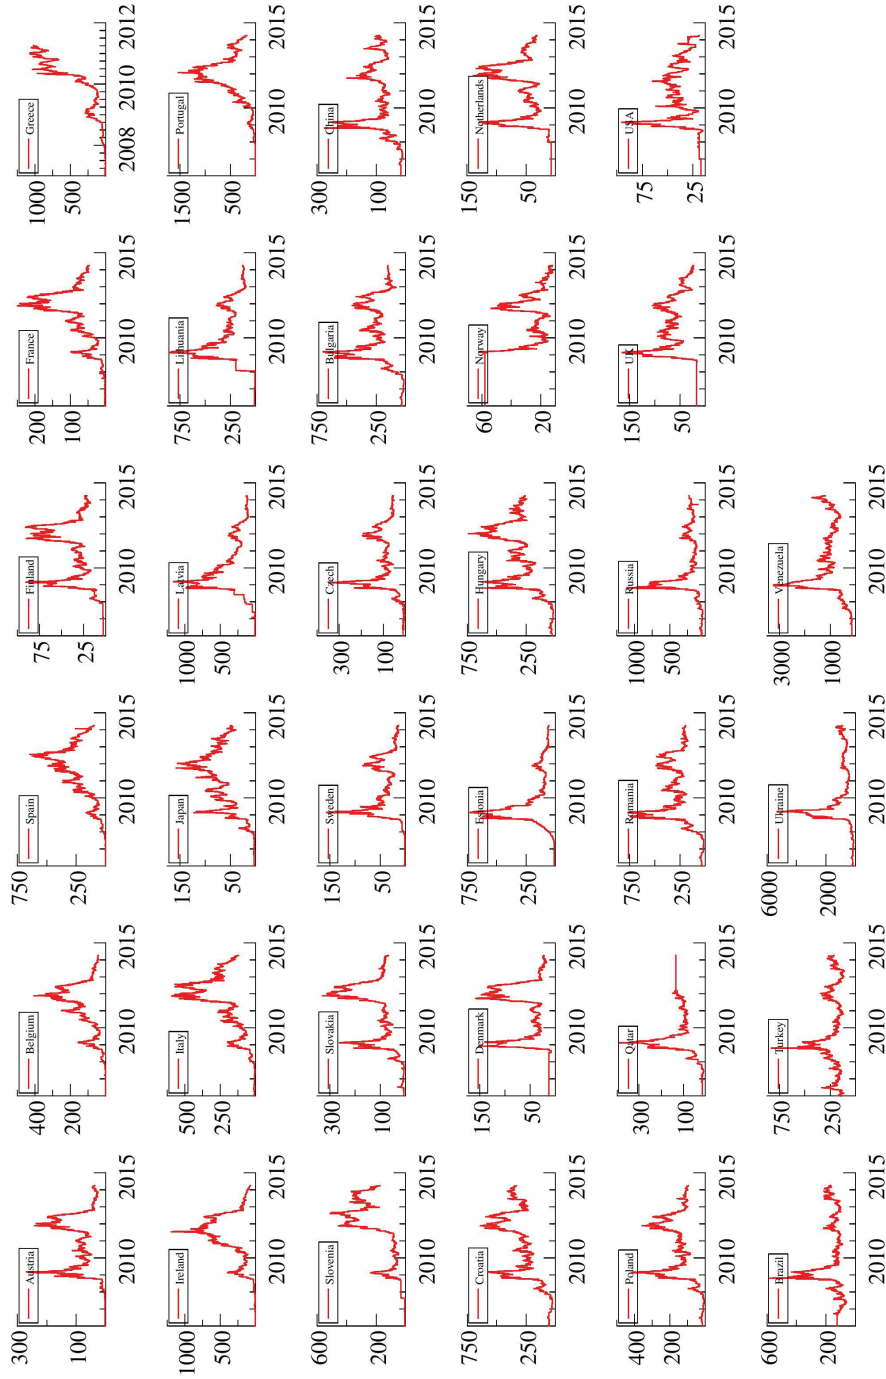 300
Austria
200
100
2010 2015
400
Belgium
200
2010 2015
750
Spain
250
2010 2015
Finland
75
25
2010 2015
France
200
100
2010 2015
Greece
1000
500
2008 2010 2012
Ireland
1000
500
2010 2015
Italy
500
250
2010 2015
Japan
150
50
2010 2015
Latvia
1000
500
2010 2015
Lithuania
750
250
2010 2015
Portugal
1500
500
2010 2015
600
Slovenia
200
2010 2015
Slovakia
300
100
2010 2015
Sweden
150
50
2010 2015
Czech
300
100
2010 2015
750
Bulgaria
250
2010 2015
300
China
100
2010 2015
750
Croatia
250
2010 2015
Denmark
150
50
2010 2015
750
Estonia
250
2010 2015
750
Hungary
250
2010 2015
Norway
60
20
2010 2015
Netherlands
150
50
2010 2015
Poland
400
200
2010 2015
Qatar
300
100
2010 2015
Rumania
750
250
2010 2015
Russia
1000
500
2010 2015
UK
150
50
2010 2015
USA
75
25
2010 2015
Brazil
750
250
2010 2015
Turkey
750
250
2010 2015
6000
Ukraine
2000
2010 2015
Venezuela
3000
1000
2010 2015